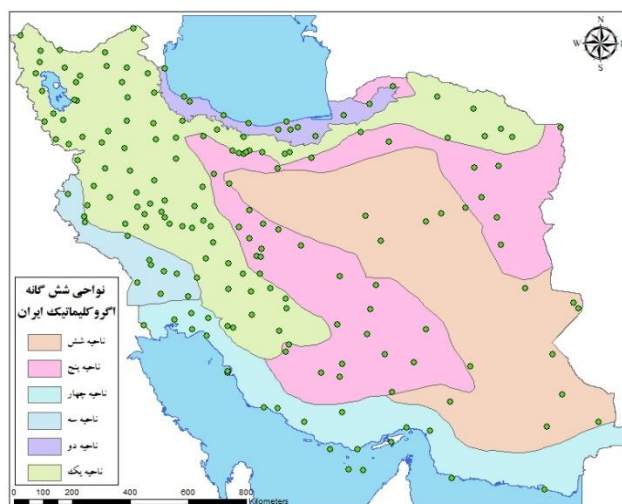 N
W E
S
نواحی شش گانه
اگروکلیماتیک ایران
ناحیه شش
ناحیه پنج
ناحیه چهار
ناحیه سه
ناحیه دو
ناحیه یک
0 100 200 400 600 800
Kilometers